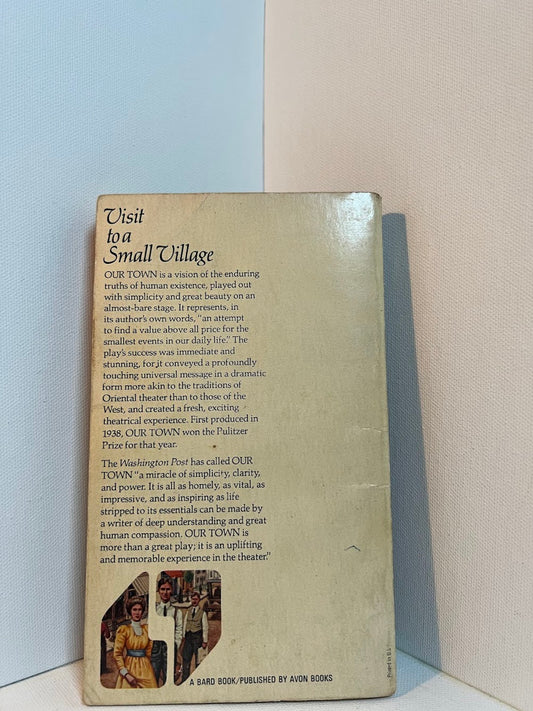 Visit
to a
Small Village
OUR TOWN is a vision of the enduring
truths of human existence, played out
with simplicity and great beauty on an
almost-bare stage. It represents, in
its author's own words, "an attempt
to find a value above all price for the
smallest events in our daily life." The
play's success was immediate and
stunning, for it conveyed a profoundly
touching universal message in a dramatic
form more akin to the traditions of
Oriental theater than to those of the
West, and created a fresh, exciting
theatrical experience. First produced in
1938, OUR TOWN won the Pulitzer
Prize for that year.
The Washington Post has called OUR
TOWN "a miracle of simplicity, clarity,
and power. It is all as homely, as vital, as
impressive, and as inspiring as life
stripped to its essentials can be made by
a writer of deep understanding and great
human compassion. OUR TOWN is
more than a great play; it is an uplifting
and memorable experience in the theater."
A BARD BOOK/PUBLISHED BY AVON BOOKS
Printed in U.S.A.